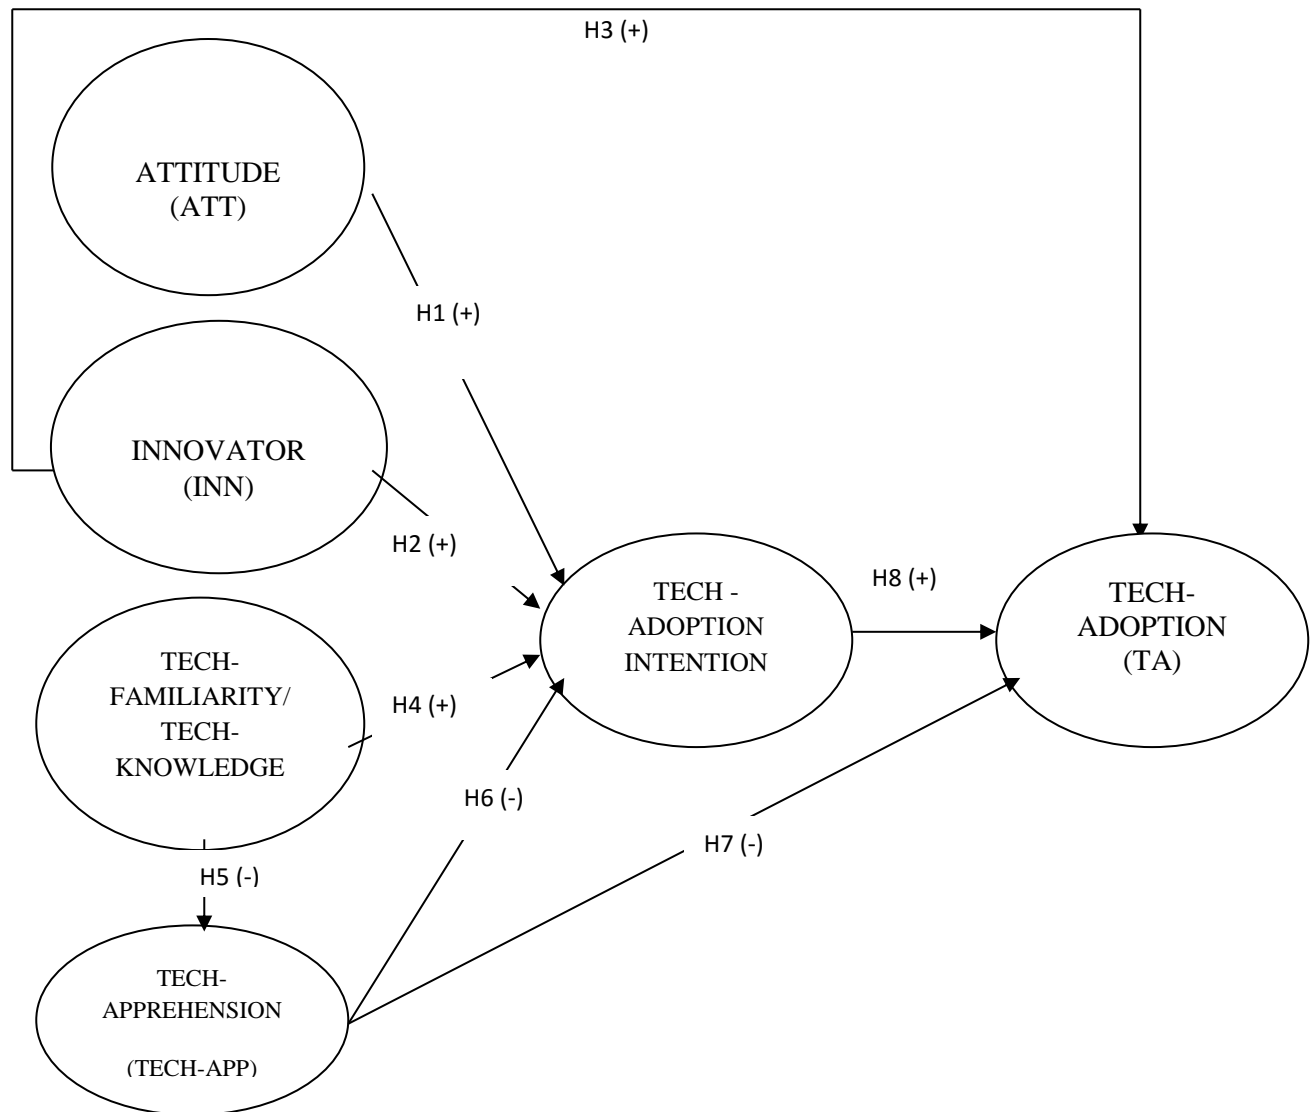 H3 (+)
ATTITUDE
(ATT)
H1 (+)
INNOVATOR
(INN)
H2 (+)
TECH -
ADOPTION
INTENTION
H8 (+)
TECH-
ADOPTION
(TA)
TECH-
FAMILIARITY/
TECH-
KNOWLEDGE
H4 (+)
H6 (-)
H7 (-)
H5 (-)
TECH-
APPREHENSION
(TECH-APP)